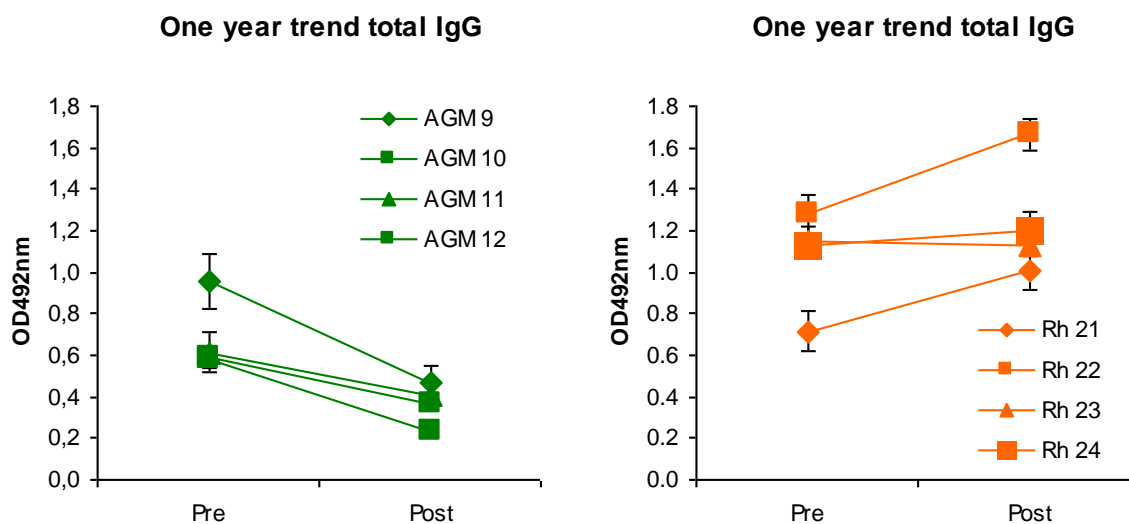 One year trend total IgG
1,8
1,6
1,4
1,2
1,0
0,8
0,6
0,4
0,2
0,0
OD492nm
Pre
Post
AGM 9
AGM 10
AGM 11
AGM 12
One year trend total IgG
1.8
1.6
1.4
1.2
1.0
0.8
0.6
0.4
0.2
0.0
OD492nm
Pre
Post
Rh 21
Rh 22
Rh 23
Rh 24